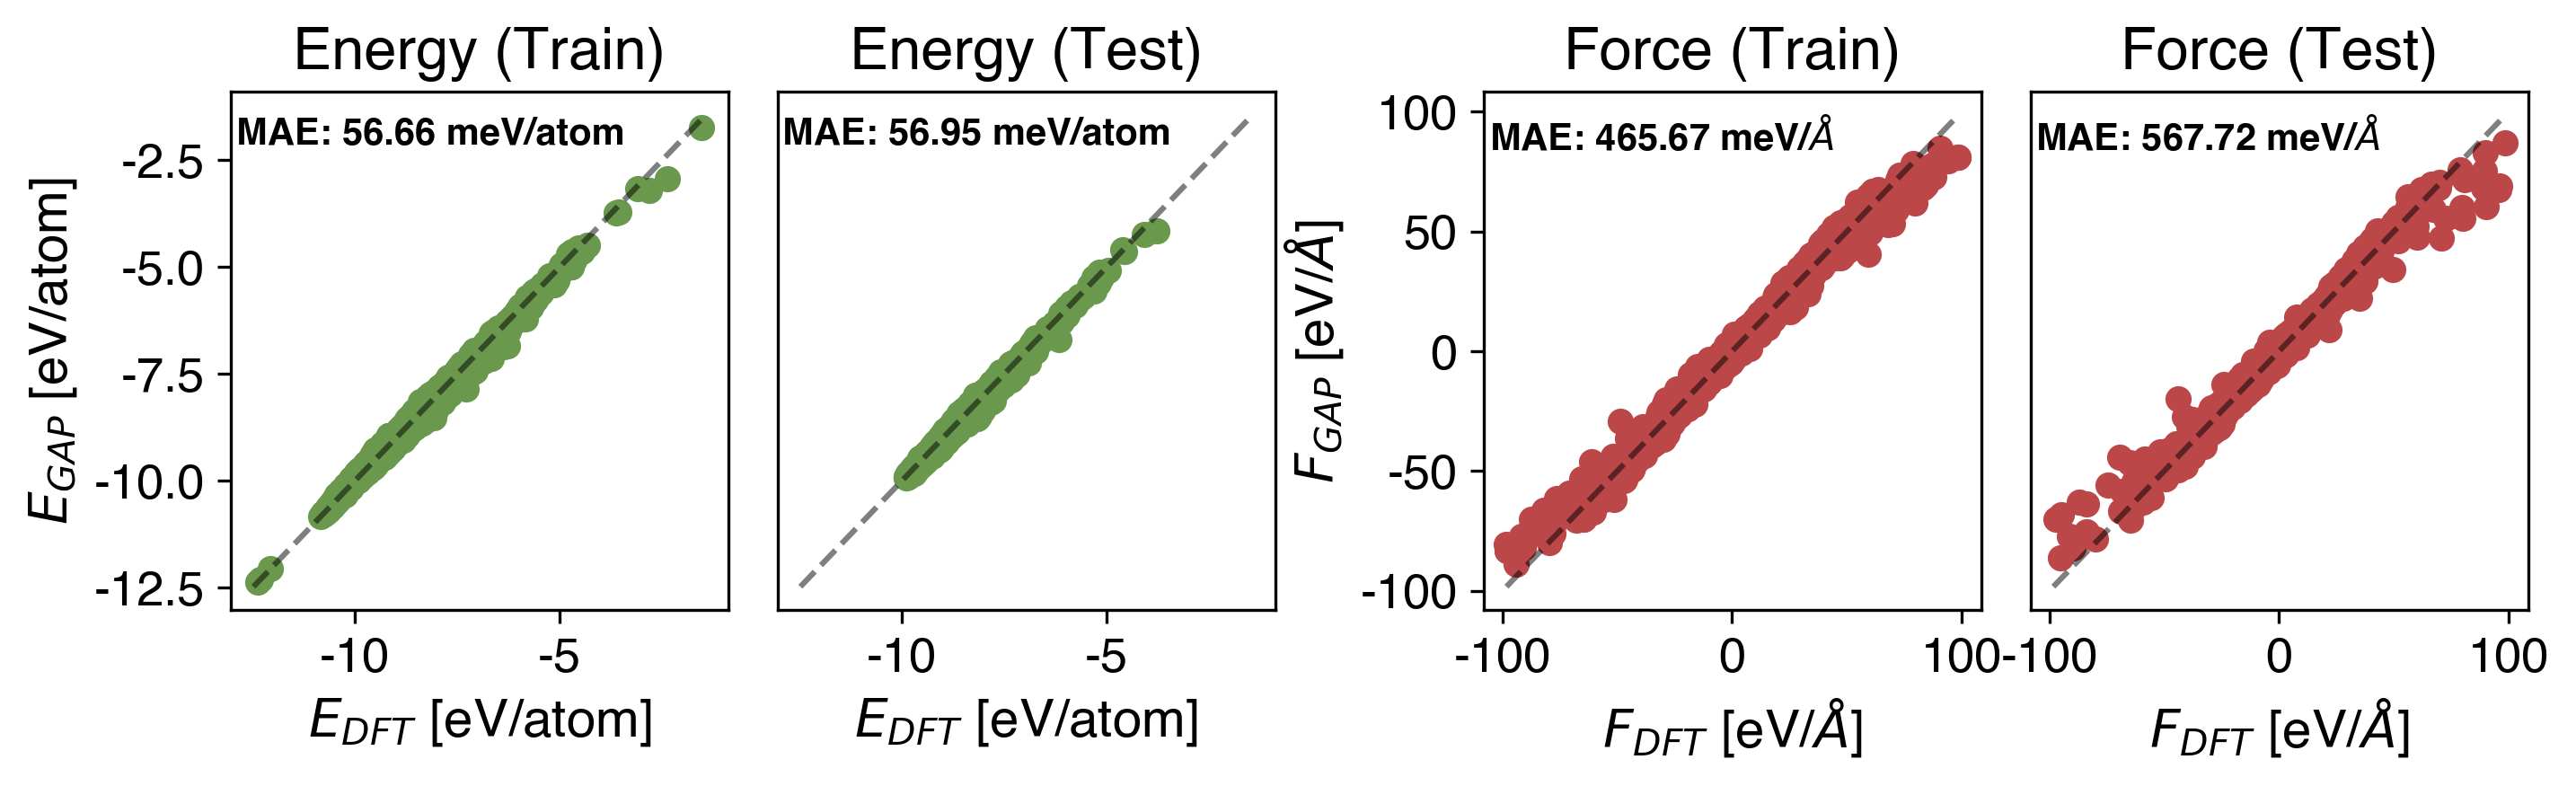 Energy (Train)
MAE: 56.66 meV/atom
E_GAP [eV/atom]
-2.5
-5.0
-7.5
-10.0
-12.5
-10
-5
E_DFT [eV/atom]
Energy (Test)
MAE: 56.95 meV/atom
-10
-5
E_DFT [eV/atom]
Force (Train)
MAE: 465.67 meV/Å
F_GAP [eV/Å]
100
50
0
-50
-100
-100
0
100
F_DFT [eV/Å]
Force (Test)
MAE: 567.72 meV/Å
-100
0
100
F_DFT [eV/Å]